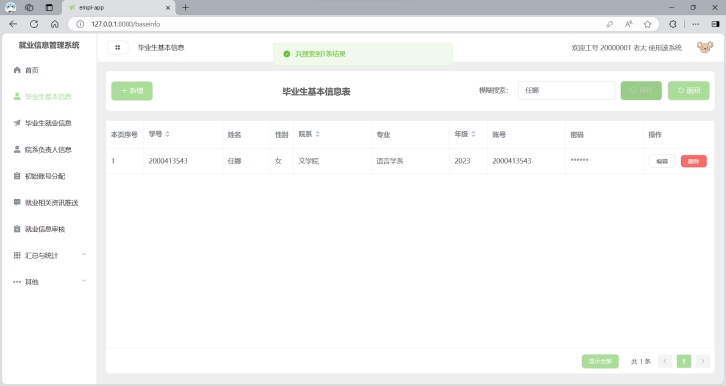 empl-app
127.0.0.1:8080/baseinfo
就业信息管理系统
毕业生基本信息
共搜索到1条结果
欢迎工号 20000001 老大 使用该系统
首页
毕业生基本信息
毕业生就业信息
院系负责人信息
初始账号分配
就业相关资讯推送
就业信息审核
汇总与统计
其他
+ 新增
毕业生基本信息表
模糊搜索:
任娜
查找
返回
本页序号 学号 姓名 性别 院系 专业 年级 账号 密码 操作
1 2000413543 任娜 女 文学院 语言学系 2023 2000413543 ****** 编辑 删除
显示全部
共 1 条
1